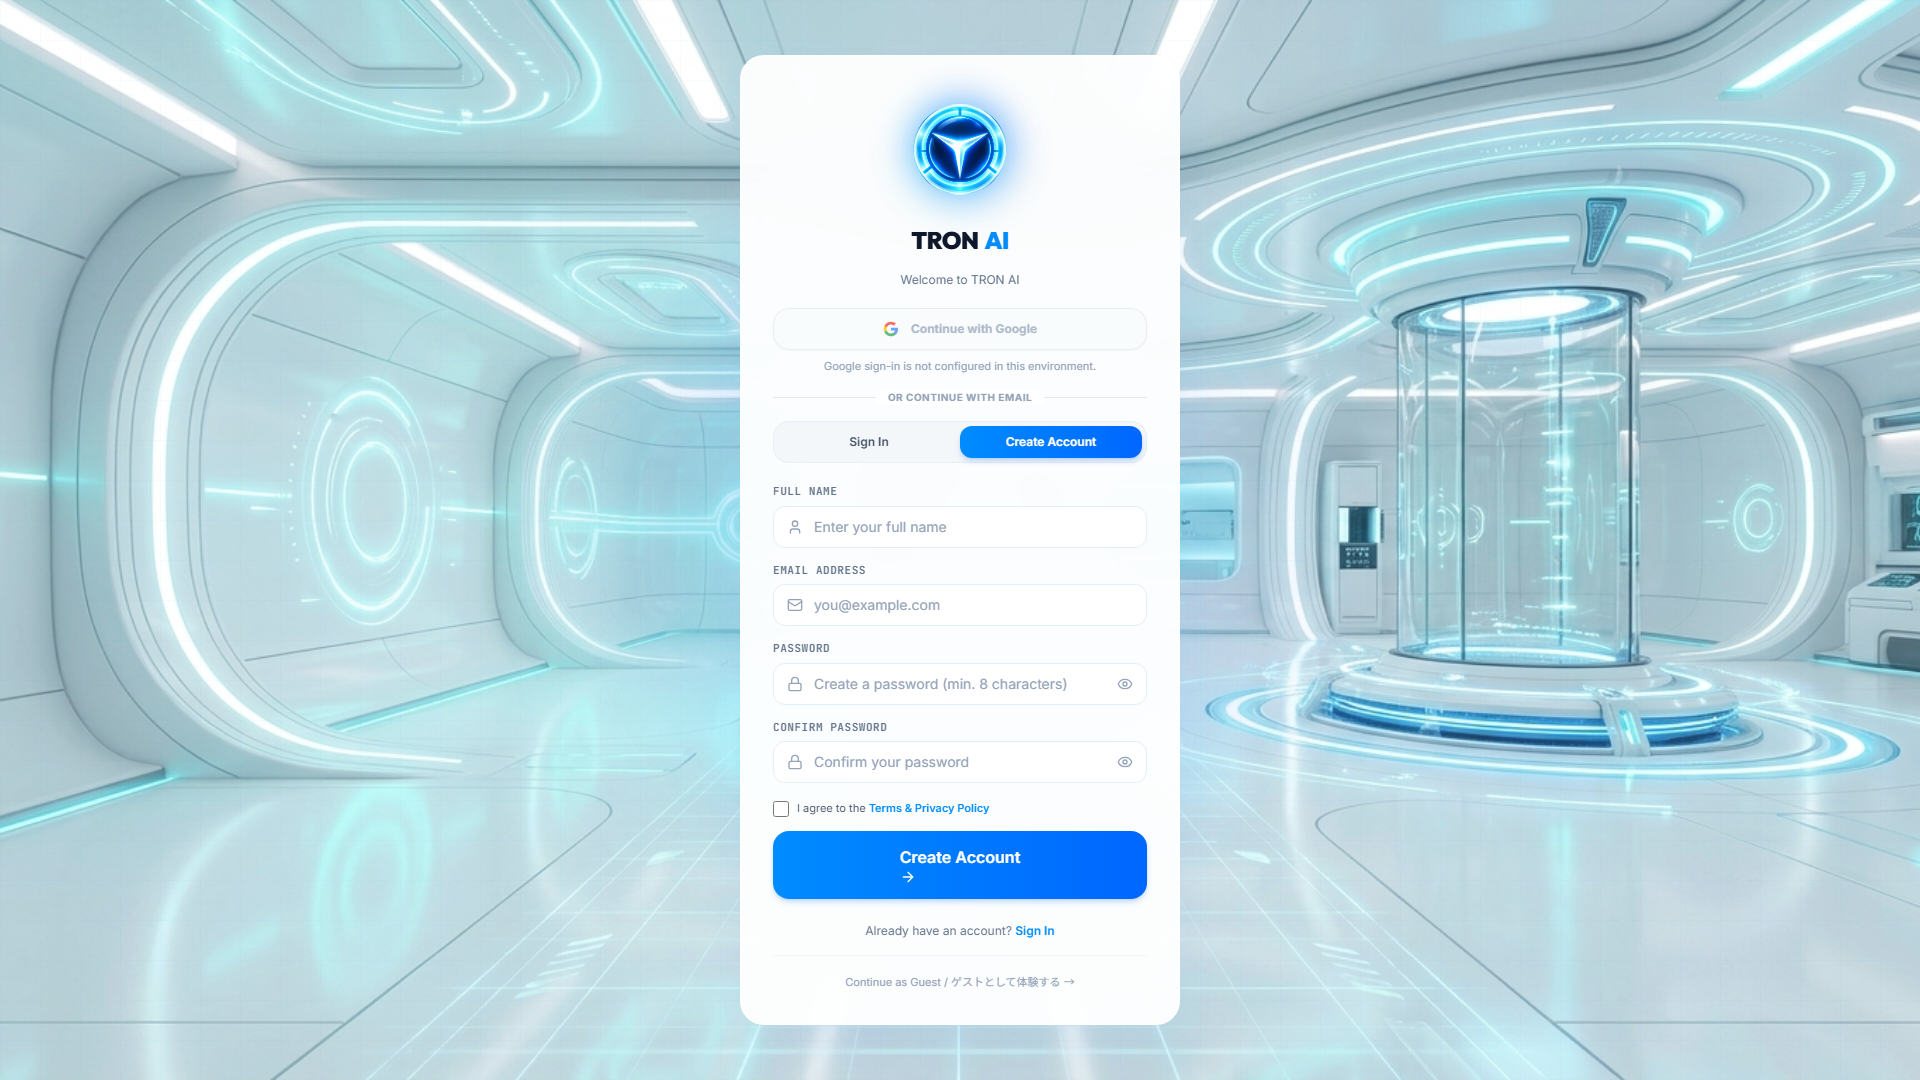 TRON AI
Welcome to TRON AI
Continue with Google
Google sign-in is not configured in this environment.
OR CONTINUE WITH EMAIL
Sign In
Create Account
FULL NAME
Enter your full name
EMAIL ADDRESS
you@example.com
PASSWORD
Create a password (min. 8 characters)
CONFIRM PASSWORD
Confirm your password
I agree to the Terms & Privacy Policy
Create Account
→
Already have an account? Sign In
Continue as Guest / ゲストとして体験する →